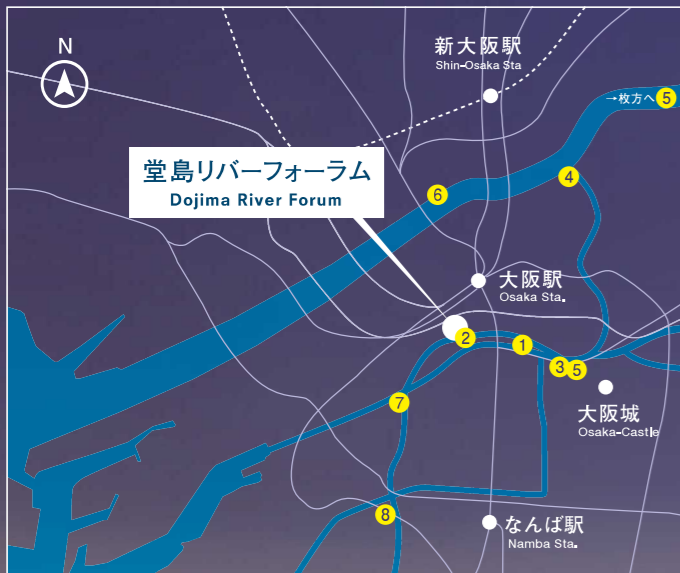 N
新大阪駅
Shin-Osaka Sta
→枚方へ 5
堂島リバーフォーラム
Dojima River Forum
4
6
大阪駅
Osaka Sta.
2
1
3
5
大阪城
Osaka-Castle
7
8
なんば駅
Namba Sta.